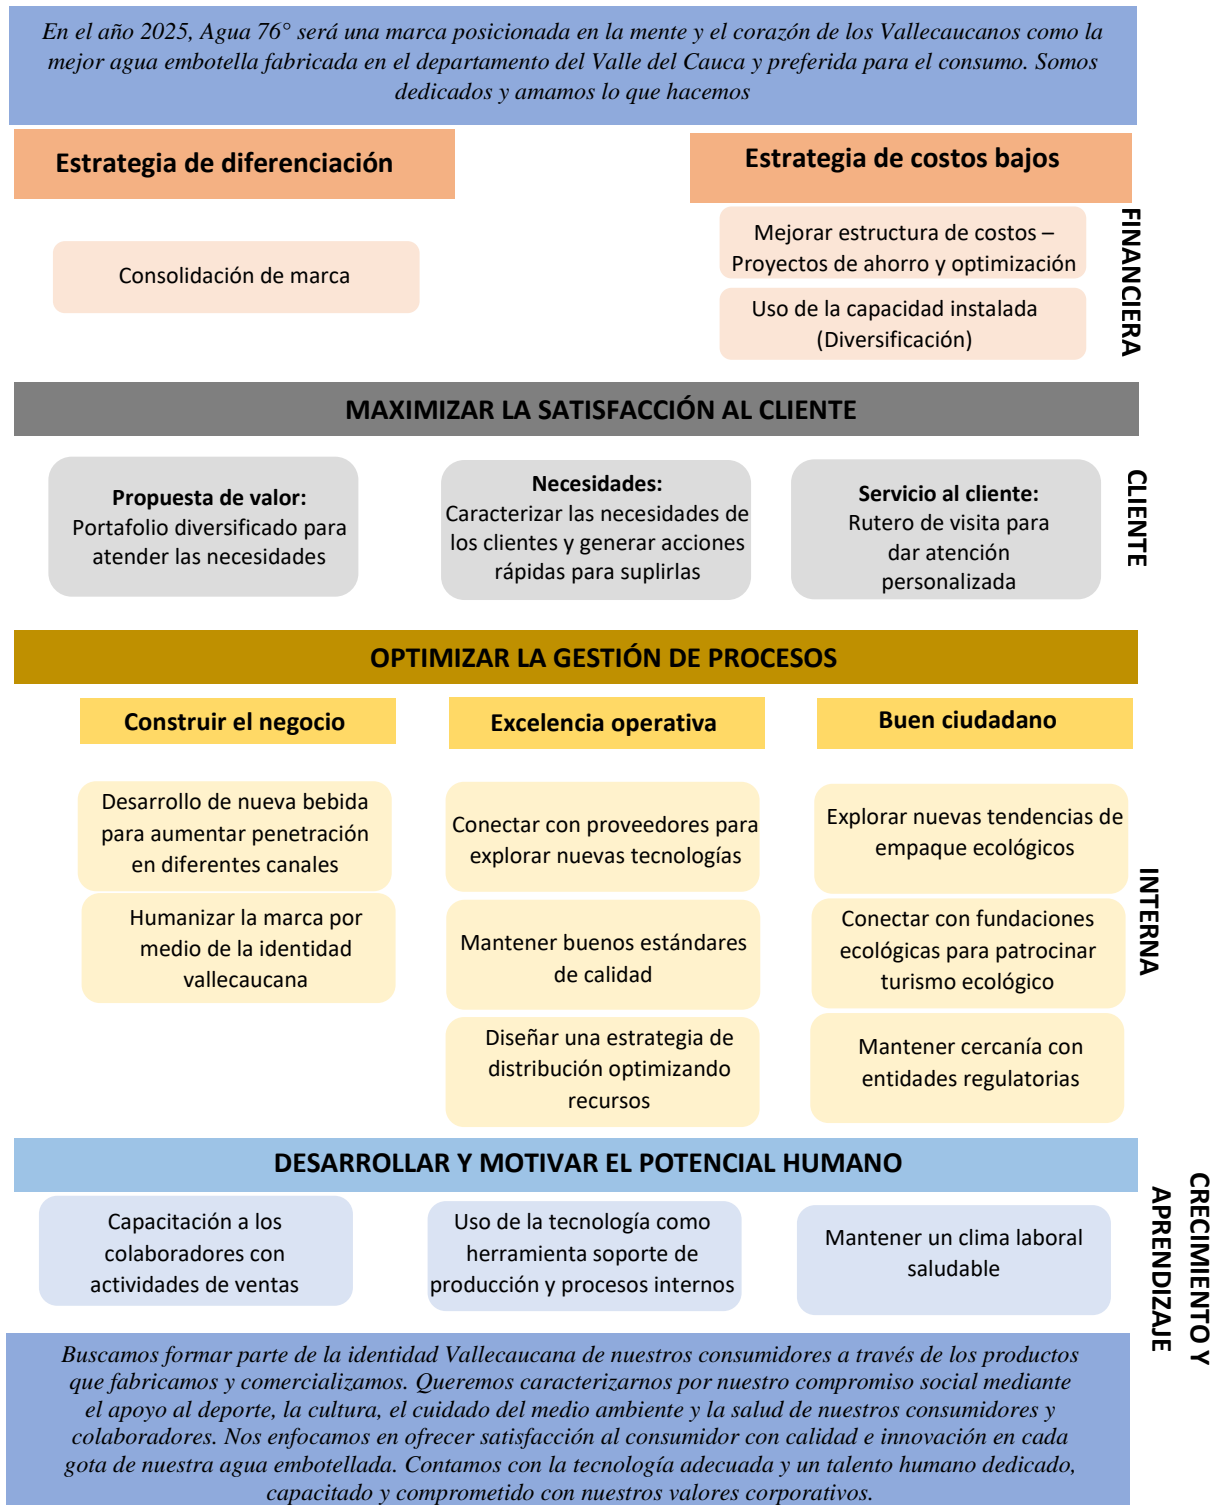 En el año 2025, Agua 76° será una marca posicionada en la mente y el corazón de los Vallecaucanos como la
mejor agua embotella fabricada en el departamento del Valle del Cauca y preferida para el consumo. Somos
dedicados y amamos lo que hacemos
Estrategia de diferenciación
Estrategia de costos bajos
Consolidación de marca
Mejorar estructura de costos –
Proyectos de ahorro y optimización
Uso de la capacidad instalada
(Diversificación)
FINANCIERA
MAXIMIZAR LA SATISFACCIÓN AL CLIENTE
Propuesta de valor:
Portafolio diversificado para
atender las necesidades
Necesidades:
Caracterizar las necesidades de
los clientes y generar acciones
rápidas para suplirlas
Servicio al cliente:
Rutero de visita para
dar atención
personalizada
CLIENTE
OPTIMIZAR LA GESTIÓN DE PROCESOS
Construir el negocio
Excelencia operativa
Buen ciudadano
Desarrollo de nueva bebida
para aumentar penetración
en diferentes canales
Conectar con proveedores para
explorar nuevas tecnologías
Explorar nuevas tendencias de
empaque ecológicos
Humanizar la marca por
medio de la identidad
vallecaucana
Mantener buenos estándares
de calidad
Conectar con fundaciones
ecológicas para patrocinar
turismo ecológico
Diseñar una estrategia de
distribución optimizando
recursos
Mantener cercanía con
entidades regulatorias
INTERNA
DESARROLLAR Y MOTIVAR EL POTENCIAL HUMANO
Capacitación a los
colaboradores con
actividades de ventas
Uso de la tecnología como
herramienta soporte de
producción y procesos internos
Mantener un clima laboral
saludable
CRECIMIENTO Y
APRENDIZAJE
Buscamos formar parte de la identidad Vallecaucana de nuestros consumidores a través de los productos
que fabricamos y comercializamos. Queremos caracterizarnos por nuestro compromiso social mediante
el apoyo al deporte, la cultura, el cuidado del medio ambiente y la salud de nuestros consumidores y
colaboradores. Nos enfocamos en ofrecer satisfacción al consumidor con calidad e innovación en cada
gota de nuestra agua embotellada. Contamos con la tecnología adecuada y un talento humano dedicado,
capacitado y comprometido con nuestros valores corporativos.